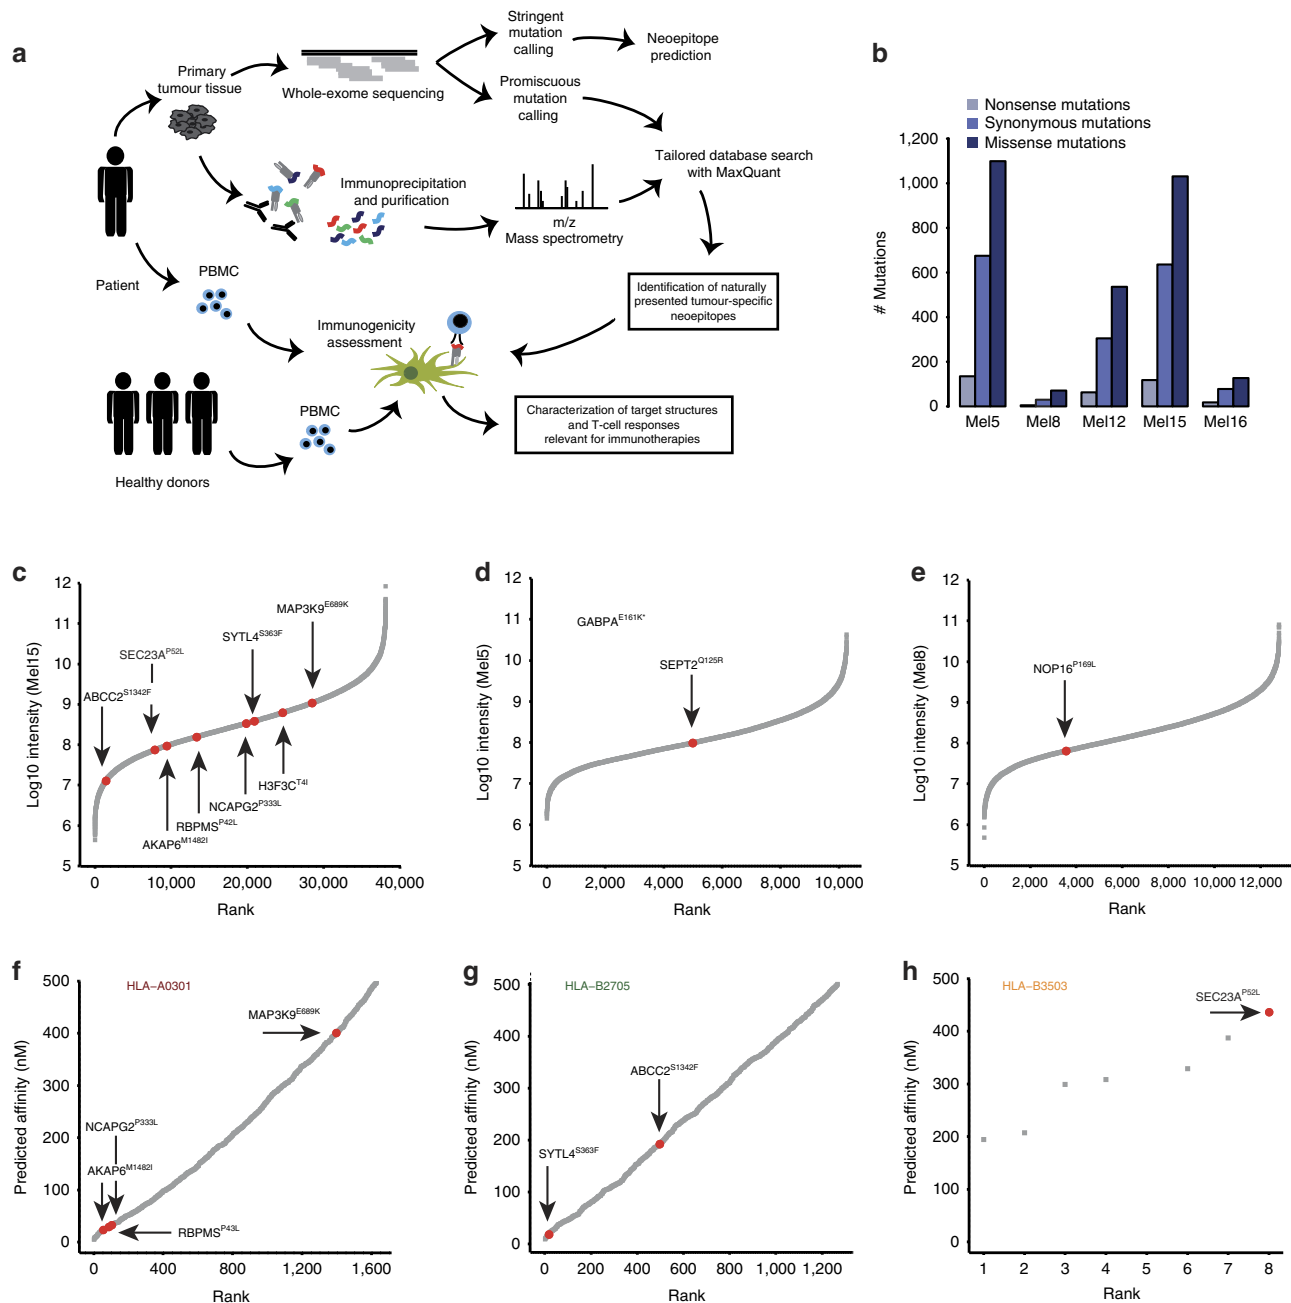 a
Primary
tumour tissue
Whole-exome sequencing
Stringent
mutation
calling
Neoepitope
prediction
Promiscuous
mutation
calling
Immunoprecipitation
and purification
m/z
Mass spectrometry
Tailored database search
with MaxQuant
Patient
PBMC
Identification of naturally
presented tumour-specific
neoepitopes
Immunogenicity
assessment
PBMC
Characterization of target structures
and T-cell responses
relevant for immunotherapies
Healthy donors
b
Nonsense mutations
Synonymous mutations
Missense mutations
# Mutations
1,200
1,000
800
600
400
200
0
Mel5 Mel8 Mel12 Mel15 Mel16
c
Log10 intensity (Mel15)
12
11
10
9
8
7
6
5
MAP3K9E689K
SYTL4S363F
SEC23AP52L
ABCC2S1342F
H3F3CT4I
NCAPG2P333L
RBPMSP42L
AKAP6M1482I
0 10,000 20,000 30,000 40,000
Rank
d
Log10 intensity (Mel5)
12
11
10
9
8
7
6
5
GABPAE161K*
SEPT2Q125R
0 2,000 4,000 6,000 8,000 10,000
Rank
e
Log10 intensity (Mel8)
12
11
10
9
8
7
6
5
NOP16P169L
0 2,000 4,000 6,000 8,000 10,000 12,000
Rank
f
Predicted affinity (nM)
500
400
300
200
100
0
HLA−A0301
MAP3K9E689K
NCAPG2P333L
AKAP6M1482I
RBPMSP43L
0 400 800 1,200 1,600
Rank
g
Predicted affinity (nM)
500
400
300
200
100
0
HLA−B2705
ABCC2S1342F
SYTL4S363F
0 200 400 600 800 1,000 1,200
Rank
h
Predicted affinity (nM)
500
400
300
200
100
0
HLA−B3503
SEC23AP52L
1 2 3 4 5 6 7 8
Rank